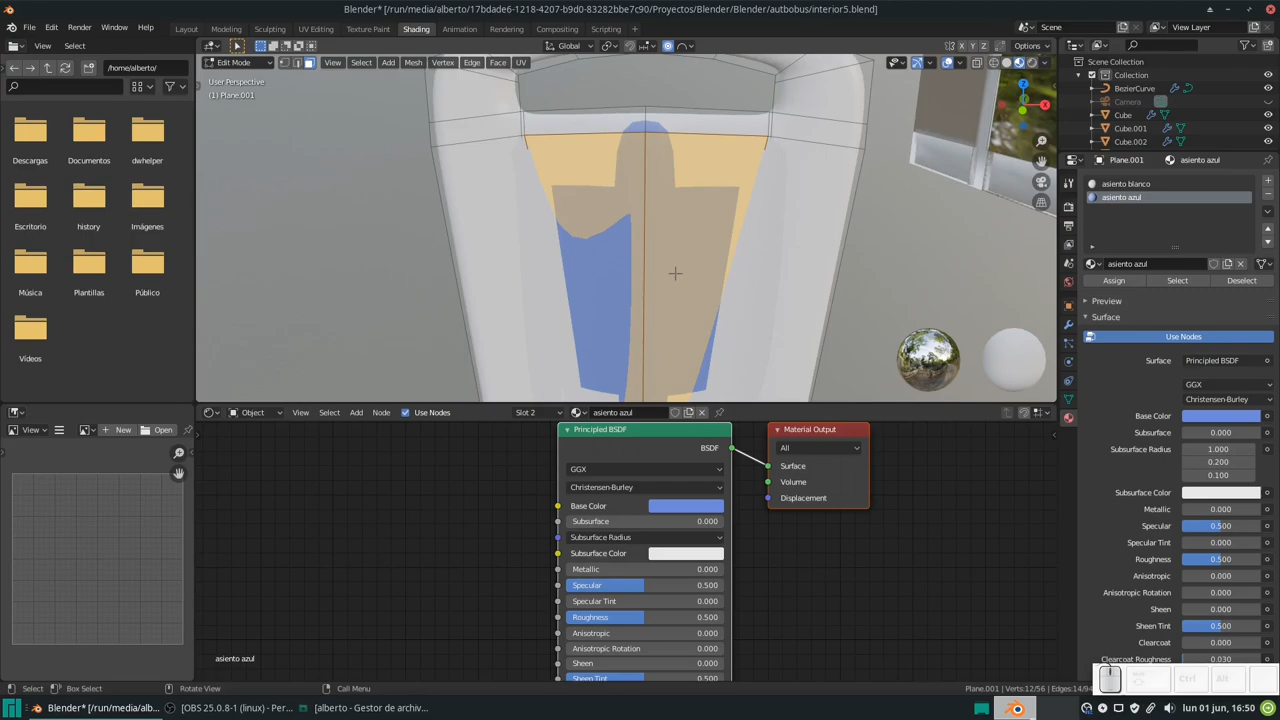 Blender* [/run/media/alberto/17bdade6-1218-4207-b9d0-83282bbe7c90/Proyectos/Blender/Blender/autbobus/interior5.blend]
File Edit Render Window Help Layout Modeling Sculpting UV Editing Texture Paint Shading Animation Rendering Compositing Scripting Scene View Layer
View Select Global X Y Z Options
/home/alberto/ Edit Mode View Select Add Mesh Vertex Edge Face UV Scene Collection
User Perspective
(1) Plane.001
Collection
BezierCurve
Camera
Cube
Cube.001
Cube.002
Descargas Documentos dwhelper
Escritorio history Imágenes
Música Plantillas Público
Vídeos
Plane.001 asiento azul
asiento blanco
asiento azul
asiento azul
Assign Select Deselect
Preview
Surface
Use Nodes
Surface Principled BSDF
GGX
Christensen-Burley
Base Color
Subsurface 0.000
Subsurface Radius 1.000
0.200
0.100
Subsurface Color
Metallic 0.000
Specular 0.500
Specular Tint 0.000
Roughness 0.500
Anisotropic 0.000
Anisotropic Rotation 0.000
Sheen 0.000
Sheen Tint 0.500
Clearcoat 0.000
Clearcoat Roughness 0.030
View New Open
Object View Select Add Node Use Nodes Slot 2 asiento azul
Principled BSDF
BSDF
GGX
Christensen-Burley
Base Color
Subsurface 0.000
Subsurface Radius
Subsurface Color
Metallic 0.000
Specular 0.500
Specular Tint 0.000
Roughness 0.500
Anisotropic 0.000
Anisotropic Rotation 0.000
Sheen 0.000
Sheen Tint 0.500
Material Output
All
Surface
Volume
Displacement
asiento azul
Ctrl Alt
Select Box Select Rotate View Call Menu Plane.001 | Verts:12/56 | Edges:14/94
Blender* [/run/media/alb... [OBS 25.0.8-1 (linux) - Per... [alberto - Gestor de archiv... lun 01 jun, 16:50